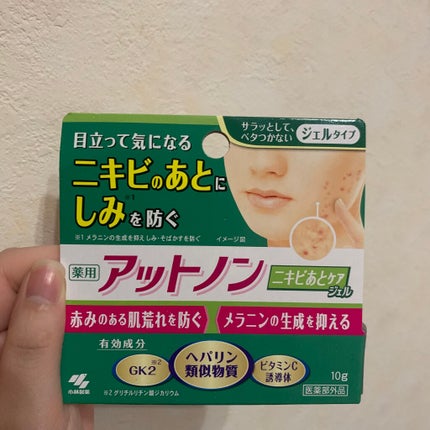 サラッとして、
ベタつかない
ジェルタイプ
目立って気になる
ニキビのあとに
しみ※1を防ぐ
※1 メラニンの生成を抑え しみ・そばかすを防ぐ
イメージ図
薬用
アットノン
ニキビあとケア
ジェル
赤みのある肌荒れを防ぐ
メラニンの生成を抑える
有効成分
GK2※2
ヘパリン
類似物質
ビタミンC
誘導体
10g
小林製薬
※2 グリチルリチン酸ジカリウム
医薬部外品